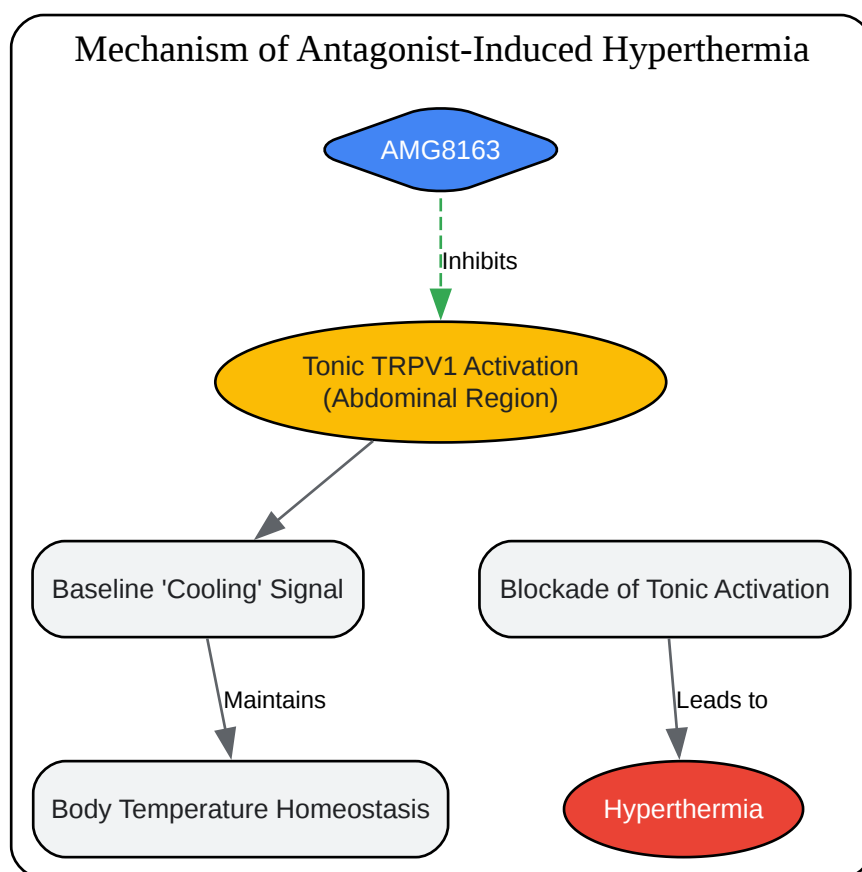 Mechanism of Antagonist-Induced Hyperthermia
AMG8163
Inhibits
Tonic TRPV1 Activation
(Abdominal Region)
Baseline 'Cooling' Signal
Blockade of Tonic Activation
Maintains
Leads to
Body Temperature Homeostasis
Hyperthermia